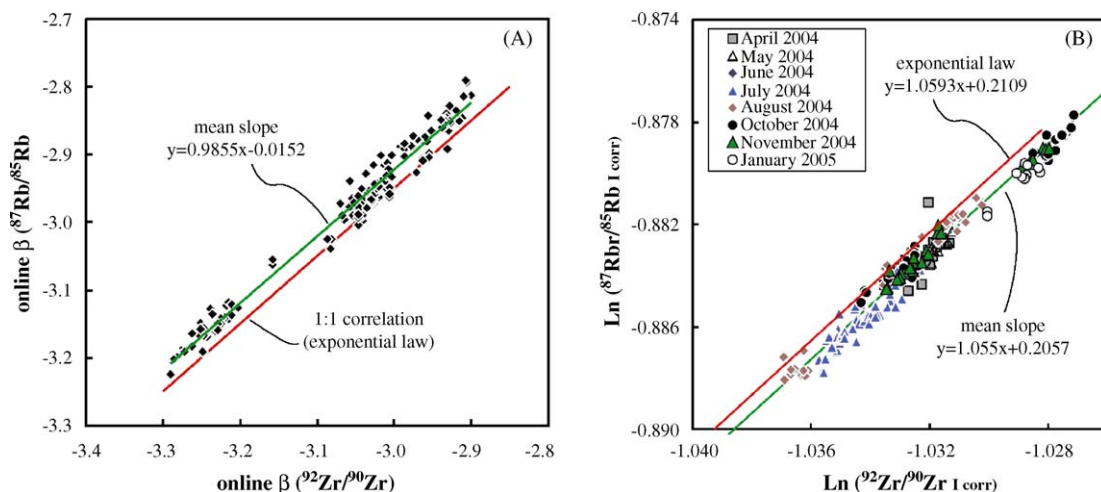 (A)
-2.7
-2.8
-2.9
-3.0
-3.1
-3.2
-3.3
online β (⁸⁷Rb/⁸⁵Rb
mean slope
y=0.9855x-0.0152
1:1 correlation
(exponential law)
-3.4 -3.3 -3.2 -3.1 -3.0 -2.9 -2.8
online β (⁹²Zr/⁹⁰Zr)
(B)
-0.874
-0.878
-0.882
-0.886
-0.890
Ln (⁸⁷Rbr/⁸⁵Rb I corr)
April 2004
May 2004
June 2004
July 2004
August 2004
October 2004
November 2004
January 2005
exponential law
y=1.0593x+0.2109
mean slope
y=1.055x+0.2057
-1.040 -1.036 -1.032 -1.028
Ln (⁹²Zr/⁹⁰Zr I corr)